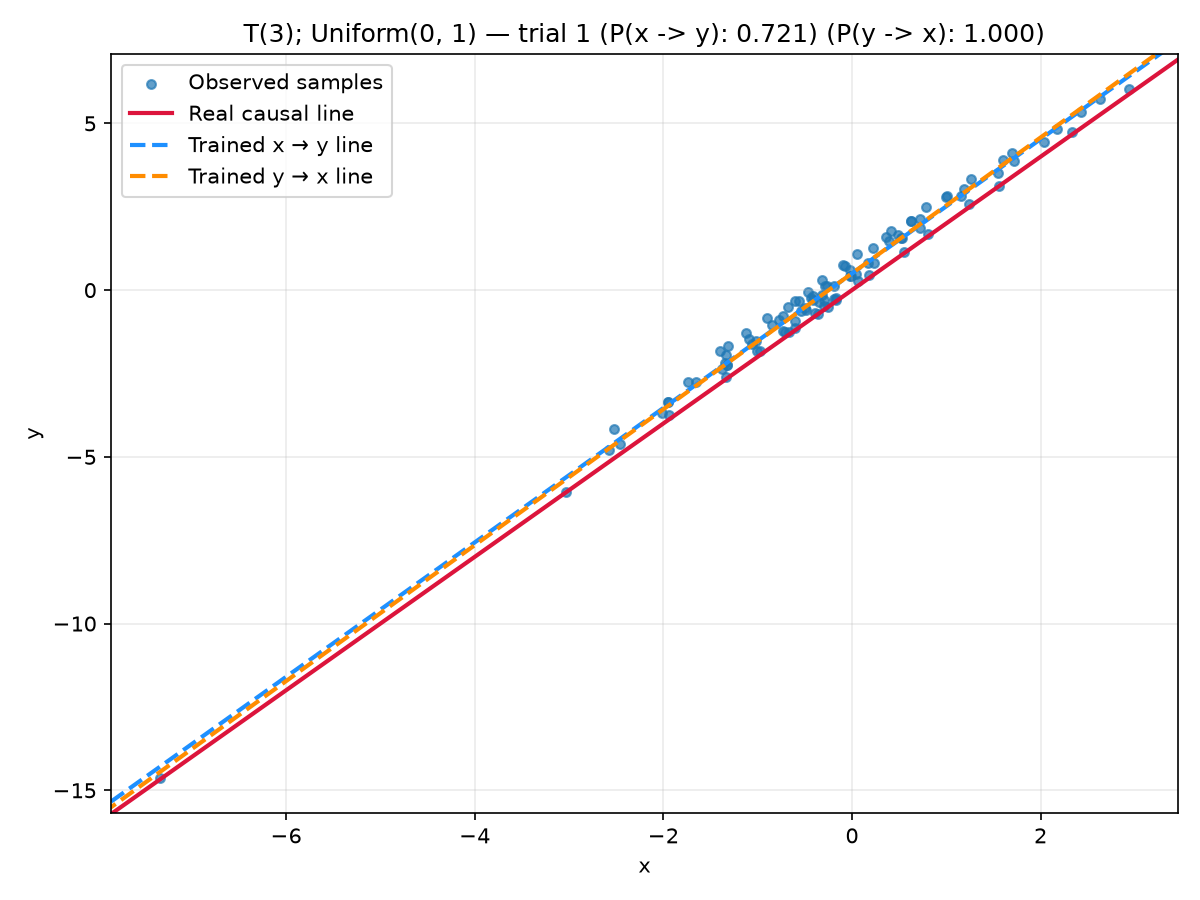 T(3); Uniform(0, 1) — trial 1 (P(x -> y): 0.721) (P(y -> x): 1.000)
Observed samples
Real causal line
Trained x → y line
Trained y → x line
5
0
−5
−10
−15
y
−6
−4
−2
0
2
x